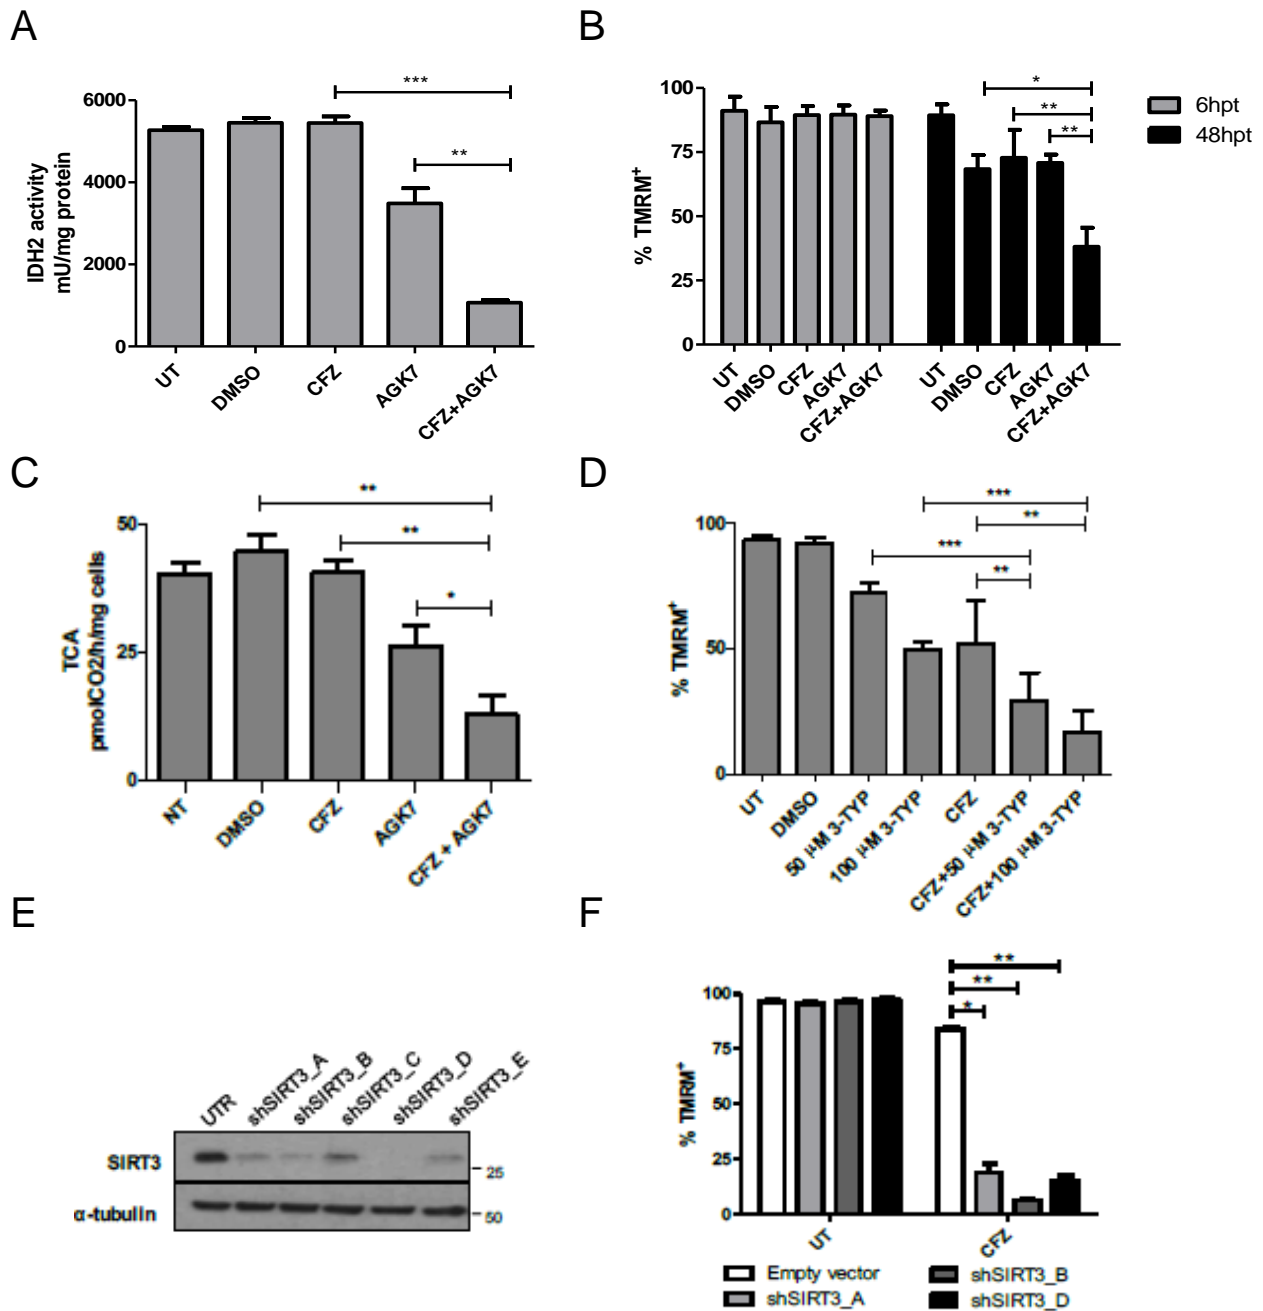 A
6000
4000
2000
0
IDH2 activity
mU/mg protein
***
**
UT
DMSO
CFZ
AGK7
CFZ+AGK7
B
100
75
50
25
0
% TMRM+
*
**
**
UT
DMSO
CFZ
AGK7
CFZ+AGK7
UT
DMSO
CFZ
AGK7
CFZ+AGK7
6hpt
48hpt
C
50
25
0
TCA
pmolCO2/h/mg cells
**
**
*
NT
DMSO
CFZ
AGK7
CFZ + AGK7
D
100
50
0
% TMRM+
***
**
***
**
UT
DMSO
50 µM 3-TYP
100 µM 3-TYP
CFZ
CFZ+50 µM 3-TYP
CFZ+100 µM 3-TYP
E
UTR
shSIRT3_A
shSIRT3_B
shSIRT3_C
shSIRT3_D
shSIRT3_E
SIRT3
25
α-tubulin
50
F
100
75
50
25
0
% TMRM+
**
**
*
UT
CFZ
Empty vector
shSIRT3_A
shSIRT3_B
shSIRT3_D